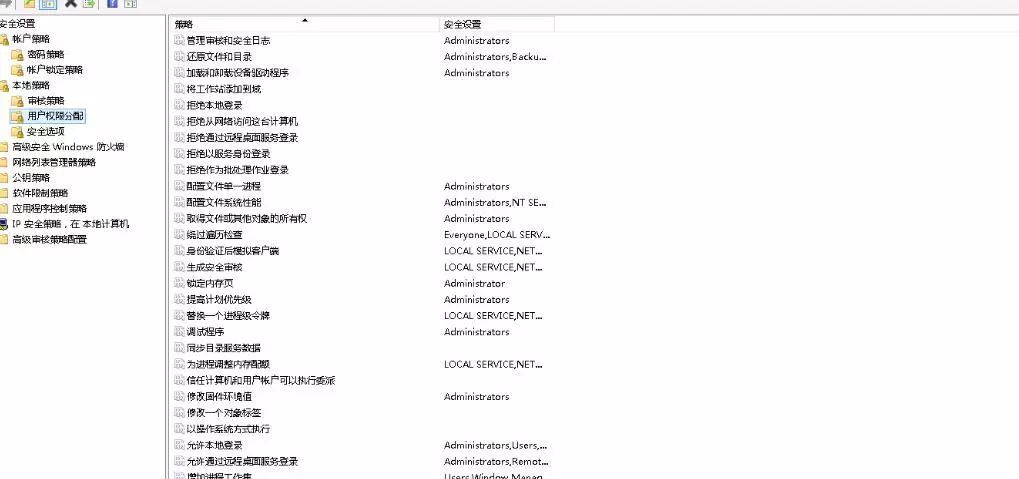 安全设置
帐户策略
密码策略
帐户锁定策略
本地策略
审核策略
用户权限分配
安全选项
高级安全 Windows 防火墙
网络列表管理器策略
公钥策略
软件限制策略
应用程序控制策略
IP 安全策略，在 本地计算机
高级审核策略配置
策略 安全设置
管理审核和安全日志 Administrators
还原文件和目录 Administrators,Backu...
加载和卸载设备驱动程序 Administrators
将工作站添加到域
拒绝本地登录
拒绝从网络访问这台计算机
拒绝通过远程桌面服务登录
拒绝以服务身份登录
拒绝作为批处理作业登录
配置文件单一进程 Administrators
配置文件系统性能 Administrators,NT SE...
取得文件或其他对象的所有权 Administrators
绕过遍历检查 Everyone,LOCAL SERV...
身份验证后模拟客户端 LOCAL SERVICE,NET...
生成安全审核 LOCAL SERVICE,NET...
锁定内存页 Administrator
提高计划优先级 Administrators
替换一个进程级令牌 LOCAL SERVICE,NET...
调试程序 Administrators
同步目录服务数据
为进程调整内存配额 LOCAL SERVICE,NET...
信任计算机和用户帐户可以执行委派
修改固件环境值 Administrators
修改一个对象标签
以操作系统方式执行
允许本地登录 Administrators,Users,...
允许通过远程桌面服务登录 Administrators,Remot...
增加进程工作集 Users,Window Manag...